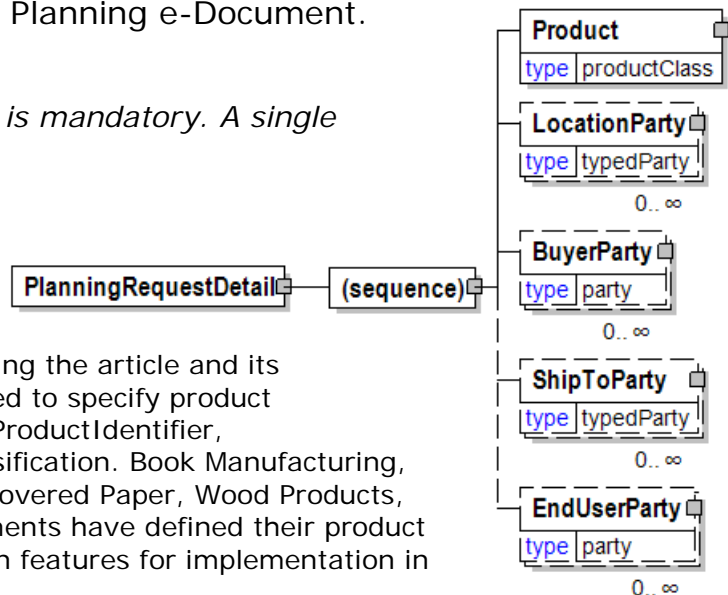 Planning e-Document.
is mandatory. A single
PlanningRequestDetail
(sequence)
Product
type productClass
LocationParty
type typedParty
0.. ∞
BuyerParty
type party
0.. ∞
ShipToParty
type typedParty
0.. ∞
EndUserParty
type party
0.. ∞
ing the article and its
ed to specify product
ProductIdentifier,
sification. Book Manufacturing,
overed Paper, Wood Products,
nents have defined their product
n features for implementation in